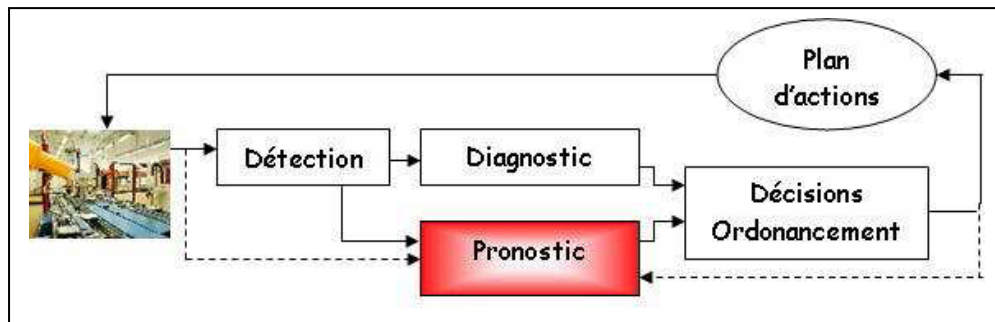 Plan
d'actions
Détection
Diagnostic
Décisions
Ordonancement
Pronostic